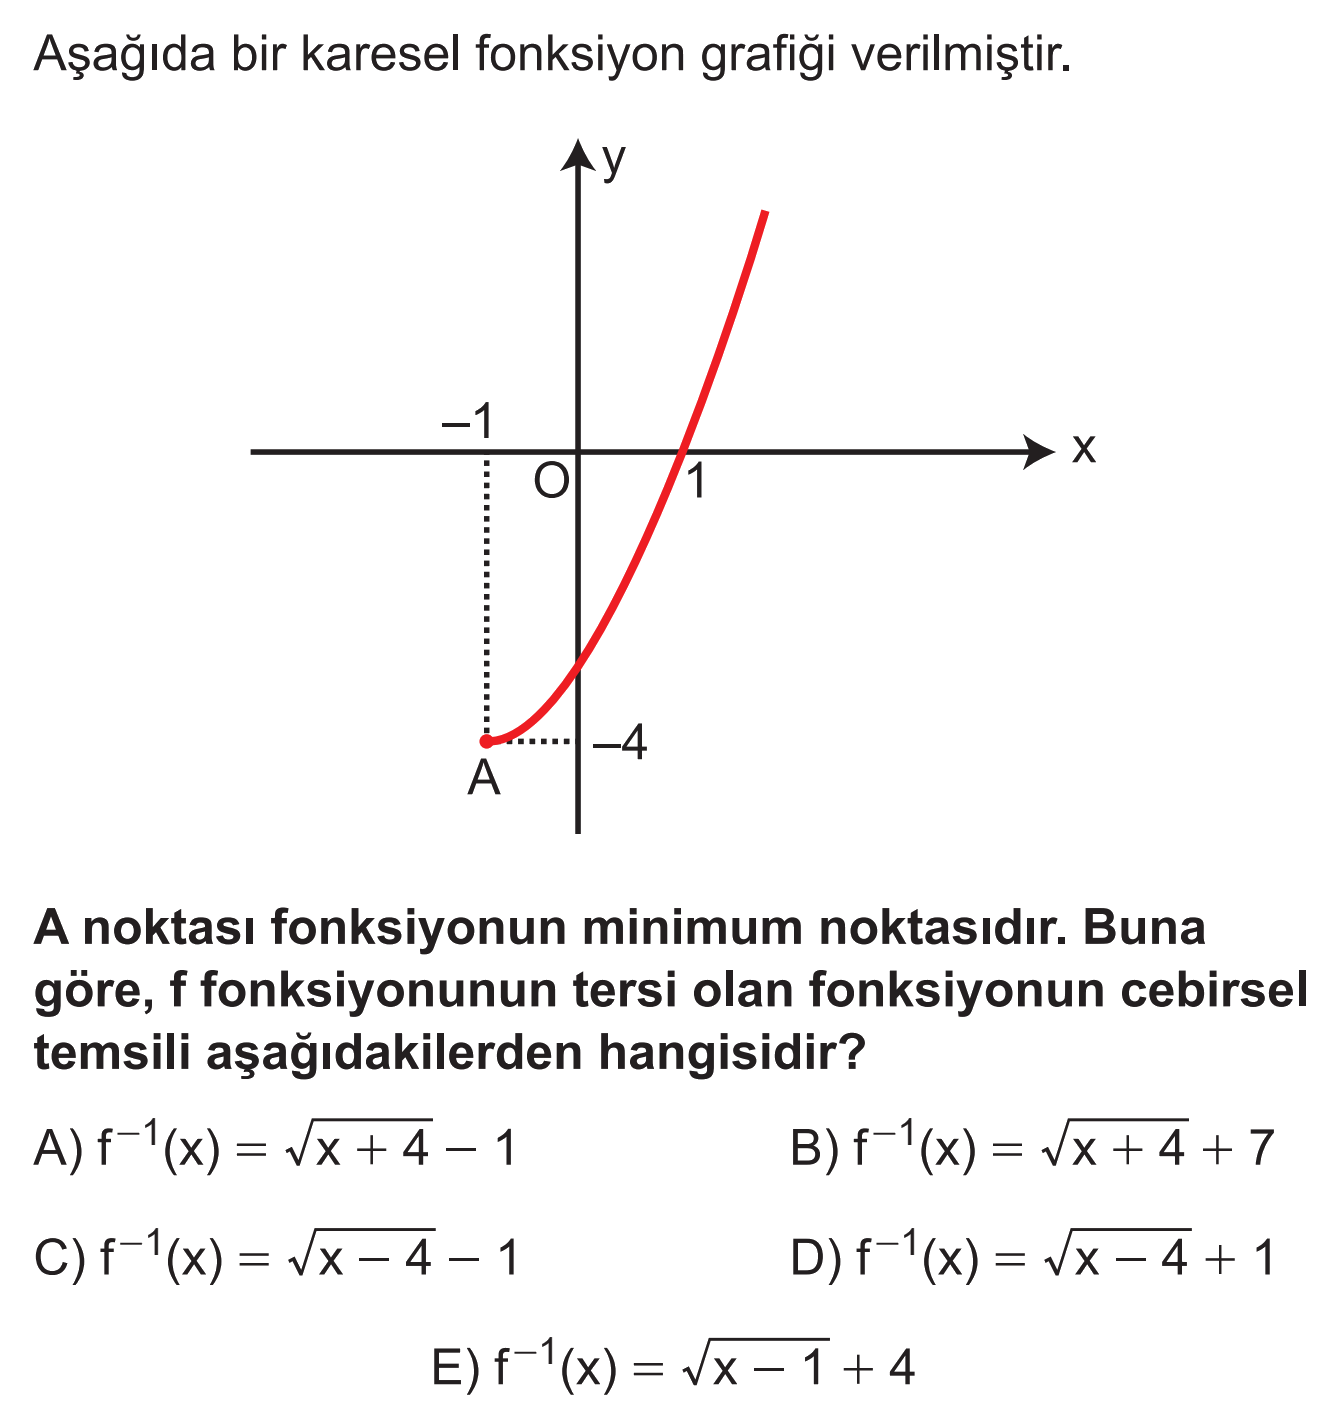 Aşağıda bir karesel fonksiyon grafiği verilmiştir.
y
–1
x
O
1
–4
A
A noktası fonksiyonun minimum noktasıdır. Buna
göre, f fonksiyonunun tersi olan fonksiyonun cebirsel
temsili aşağıdakilerden hangisidir?
A) f⁻¹(x) = √(x + 4) – 1 B) f⁻¹(x) = √(x + 4) + 7
C) f⁻¹(x) = √(x – 4) – 1 D) f⁻¹(x) = √(x – 4) + 1
E) f⁻¹(x) = √(x – 1) + 4